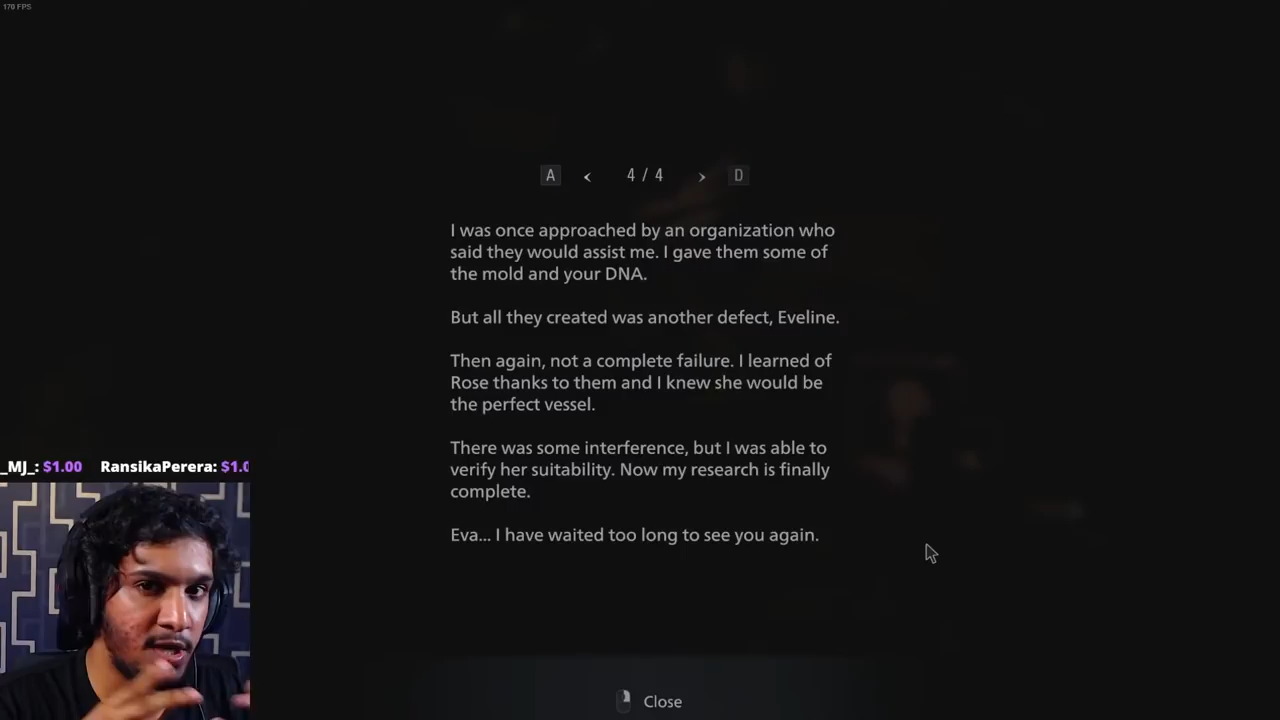 170 FPS
A < 4 / 4 > D
I was once approached by an organization who
said they would assist me. I gave them some of
the mold and your DNA.
But all they created was another defect, Eveline.
Then again, not a complete failure. I learned of
Rose thanks to them and I knew she would be
the perfect vessel.
There was some interference, but I was able to
verify her suitability. Now my research is finally
complete.
Eva... I have waited too long to see you again.
_MJ_: $1.00 RansikaPerera: $1.0
Close